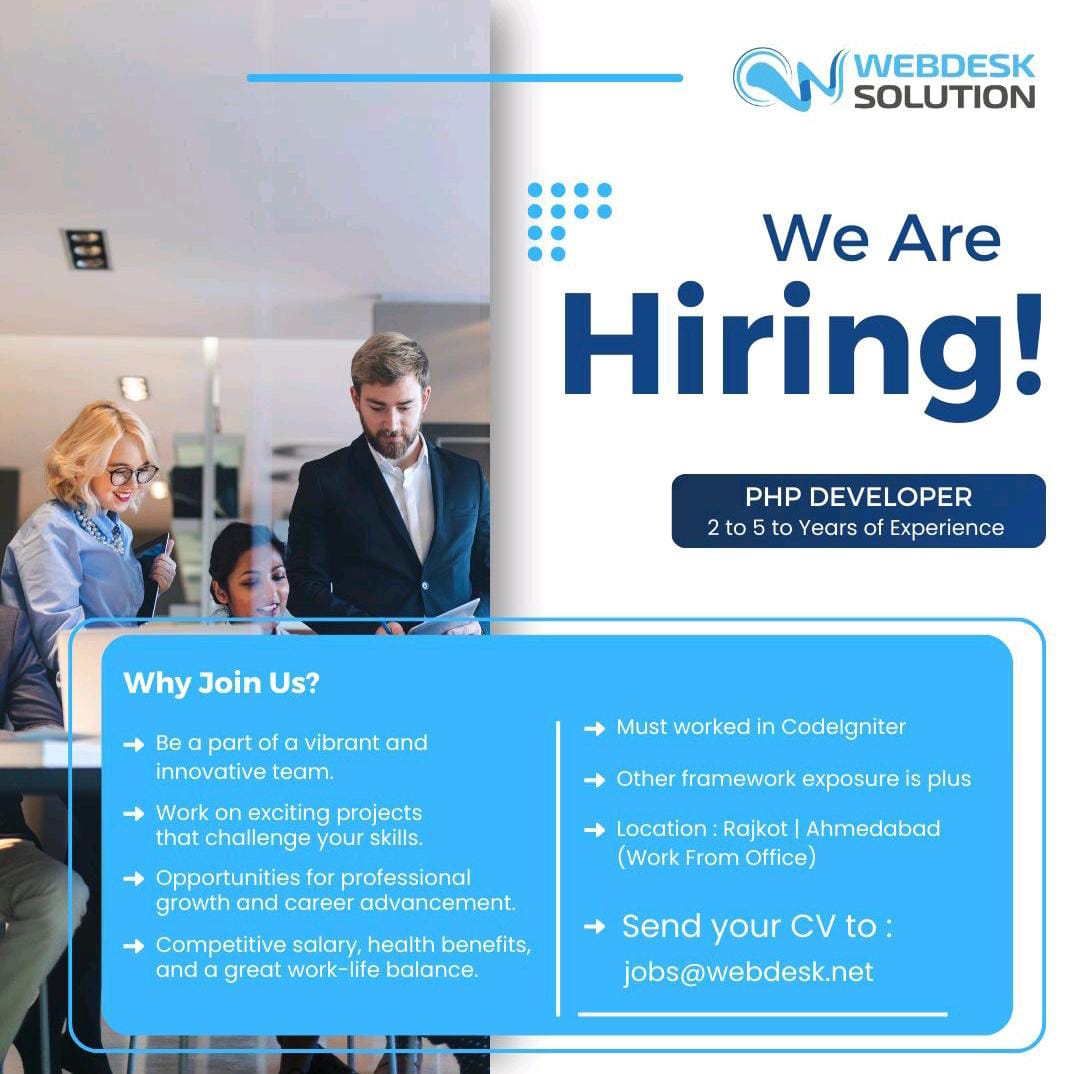 WEBDESK
SOLUTION
We Are
Hiring!
PHP DEVELOPER
2 to 5 to Years of Experience
Why Join Us?
Be a part of a vibrant and
innovative team.
Work on exciting projects
that challenge your skills.
Opportunities for professional
growth and career advancement.
Competitive salary, health benefits,
and a great work-life balance.
Must worked in CodeIgniter
Other framework exposure is plus
Location : Rajkot | Ahmedabad
(Work From Office)
Send your CV to :
jobs@webdesk.net